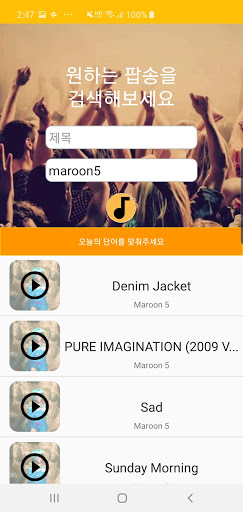 2:47
원하는 팝송을
검색해보세요
제목
maroon5
오늘의 단어를 맞춰주세요
Denim Jacket
Maroon 5
PURE IMAGINATION (2009 V...
Maroon 5
Sad
Maroon 5
Sunday Morning
Maroon 5